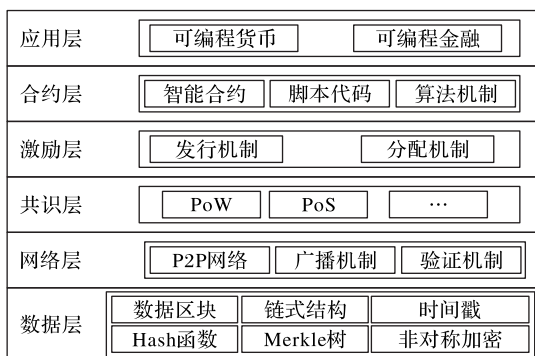 应用层 可编程货币 可编程金融
合约层 智能合约 脚本代码 算法机制
激励层 发行机制 分配机制
共识层 PoW PoS …
网络层 P2P网络 广播机制 验证机制
数据区块 链式结构 时间戳
数据层
Hash函数 Merkle树 非对称加密